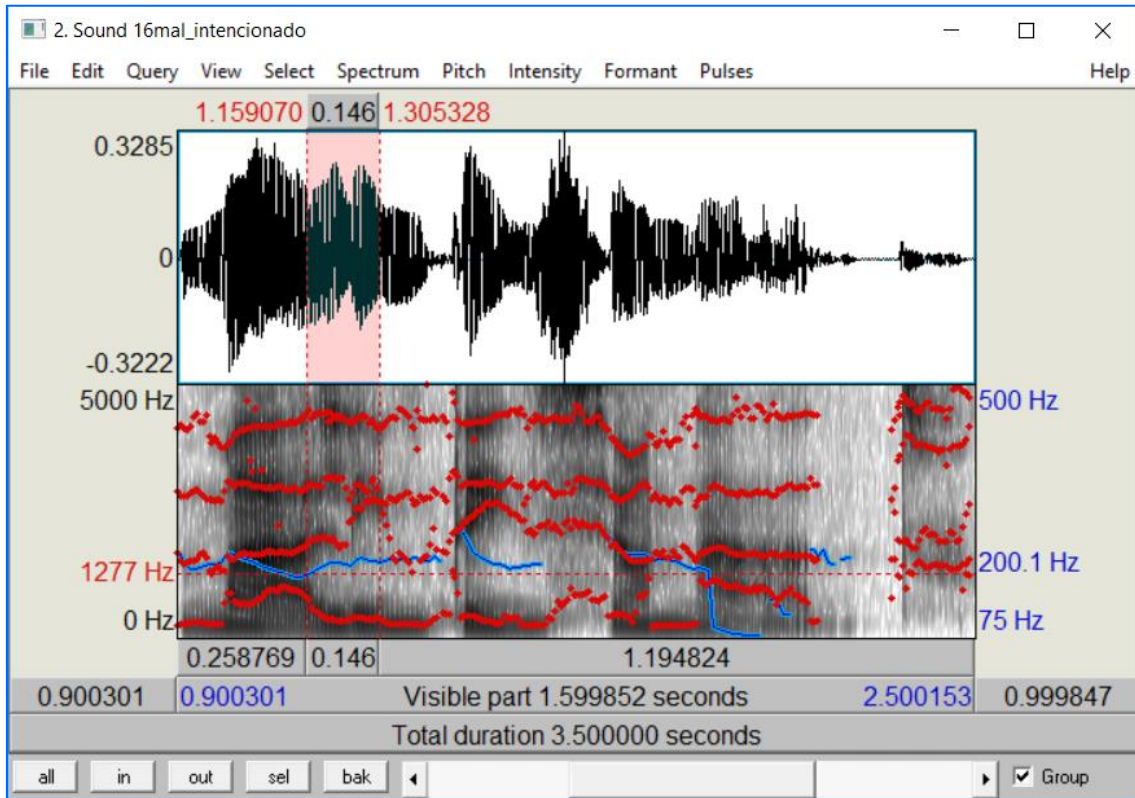 2. Sound 16mal_intencionado
File Edit Query View Select Spectrum Pitch Intensity Formant Pulses Help
1.159070 0.146 1.305328
0.3285
0
-0.3222
5000 Hz 500 Hz
1277 Hz 200.1 Hz
0 Hz 75 Hz
0.258769 0.146 1.194824
0.900301 0.900301 Visible part 1.599852 seconds 2.500153 0.999847
Total duration 3.500000 seconds
all in out sel bak Group